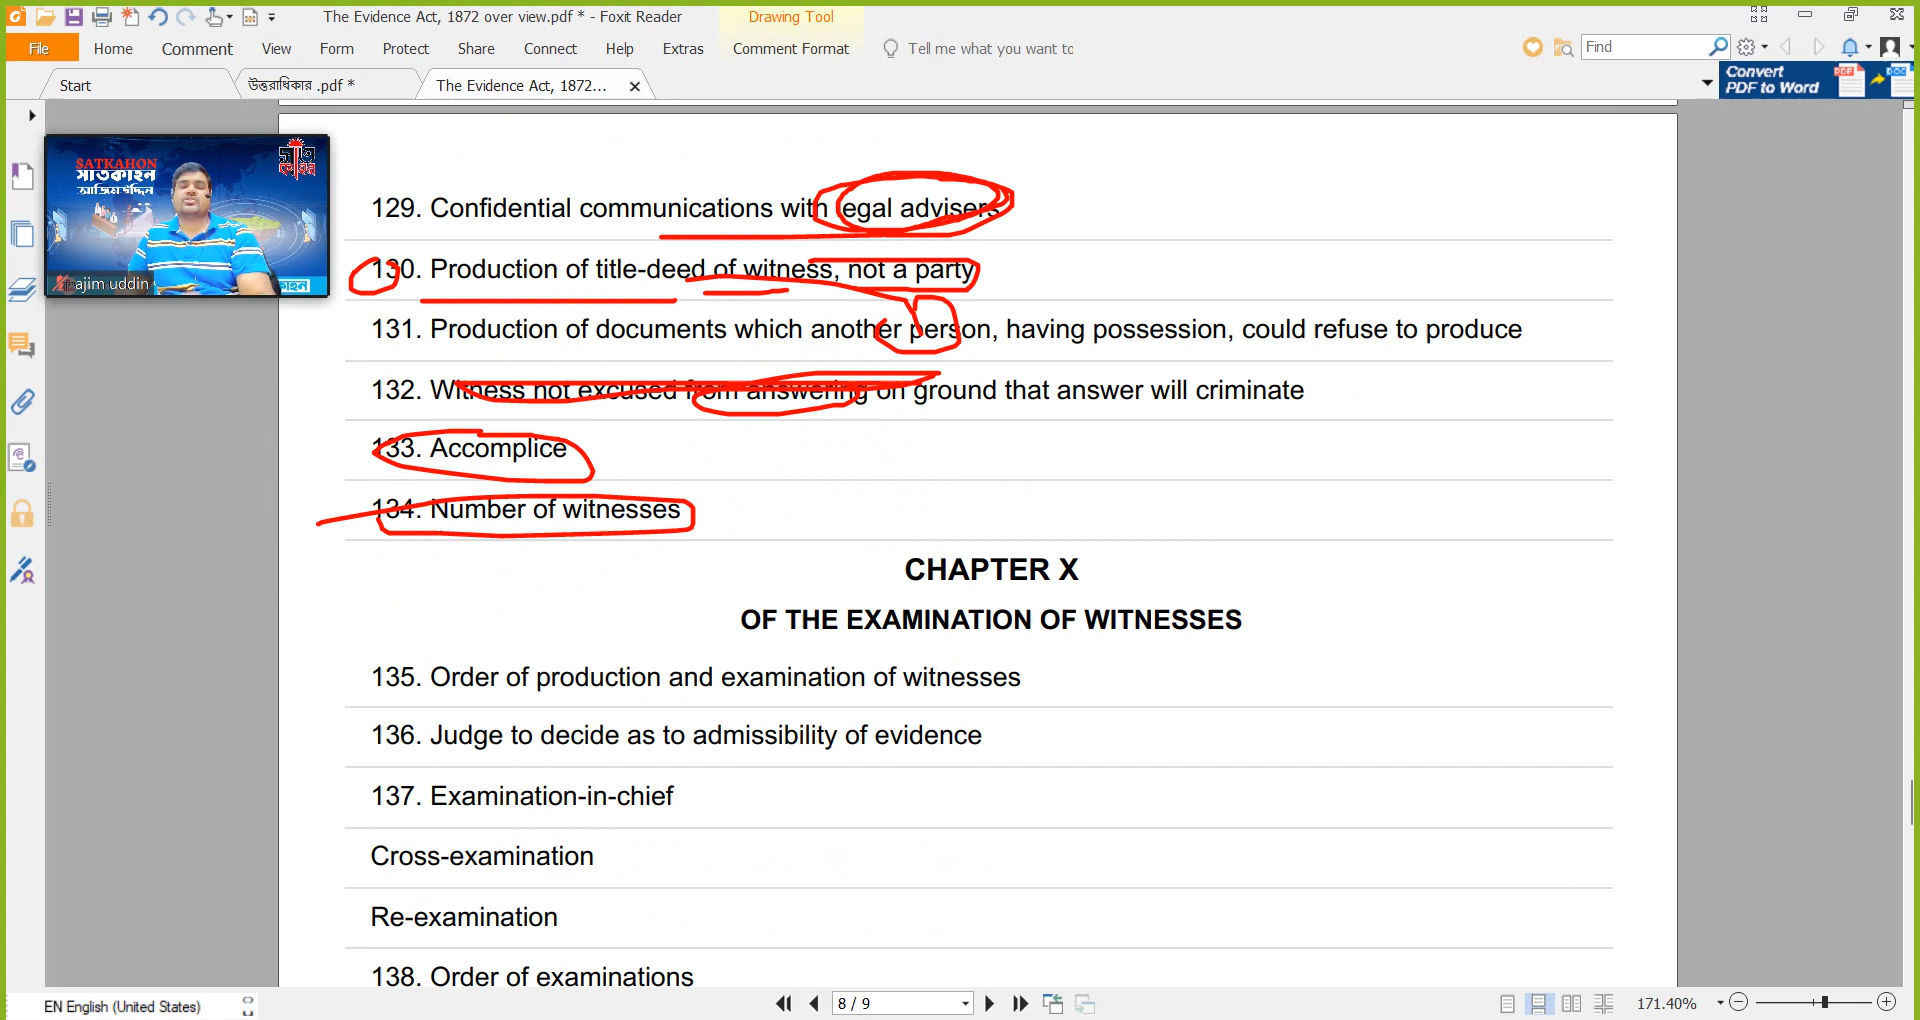 The Evidence Act, 1872 over view.pdf * - Foxit Reader
Drawing Tool
File Home Comment View Form Protect Share Connect Help Extras Comment Format Tell me what you want to
Find
Start
উত্তরাধিকার .pdf *
The Evidence Act, 1872...
Convert
PDF to Word
SATKAHON
সাতকাহন
আজিম উদ্দিন
ajim uddin
129. Confidential communications with legal advisers
130. Production of title-deed of witness, not a party
131. Production of documents which another person, having possession, could refuse to produce
132. Witness not excused from answering on ground that answer will criminate
133. Accomplice
134. Number of witnesses
CHAPTER X
OF THE EXAMINATION OF WITNESSES
135. Order of production and examination of witnesses
136. Judge to decide as to admissibility of evidence
137. Examination-in-chief
Cross-examination
Re-examination
138. Order of examinations
EN English (United States)
8 / 9
171.40%